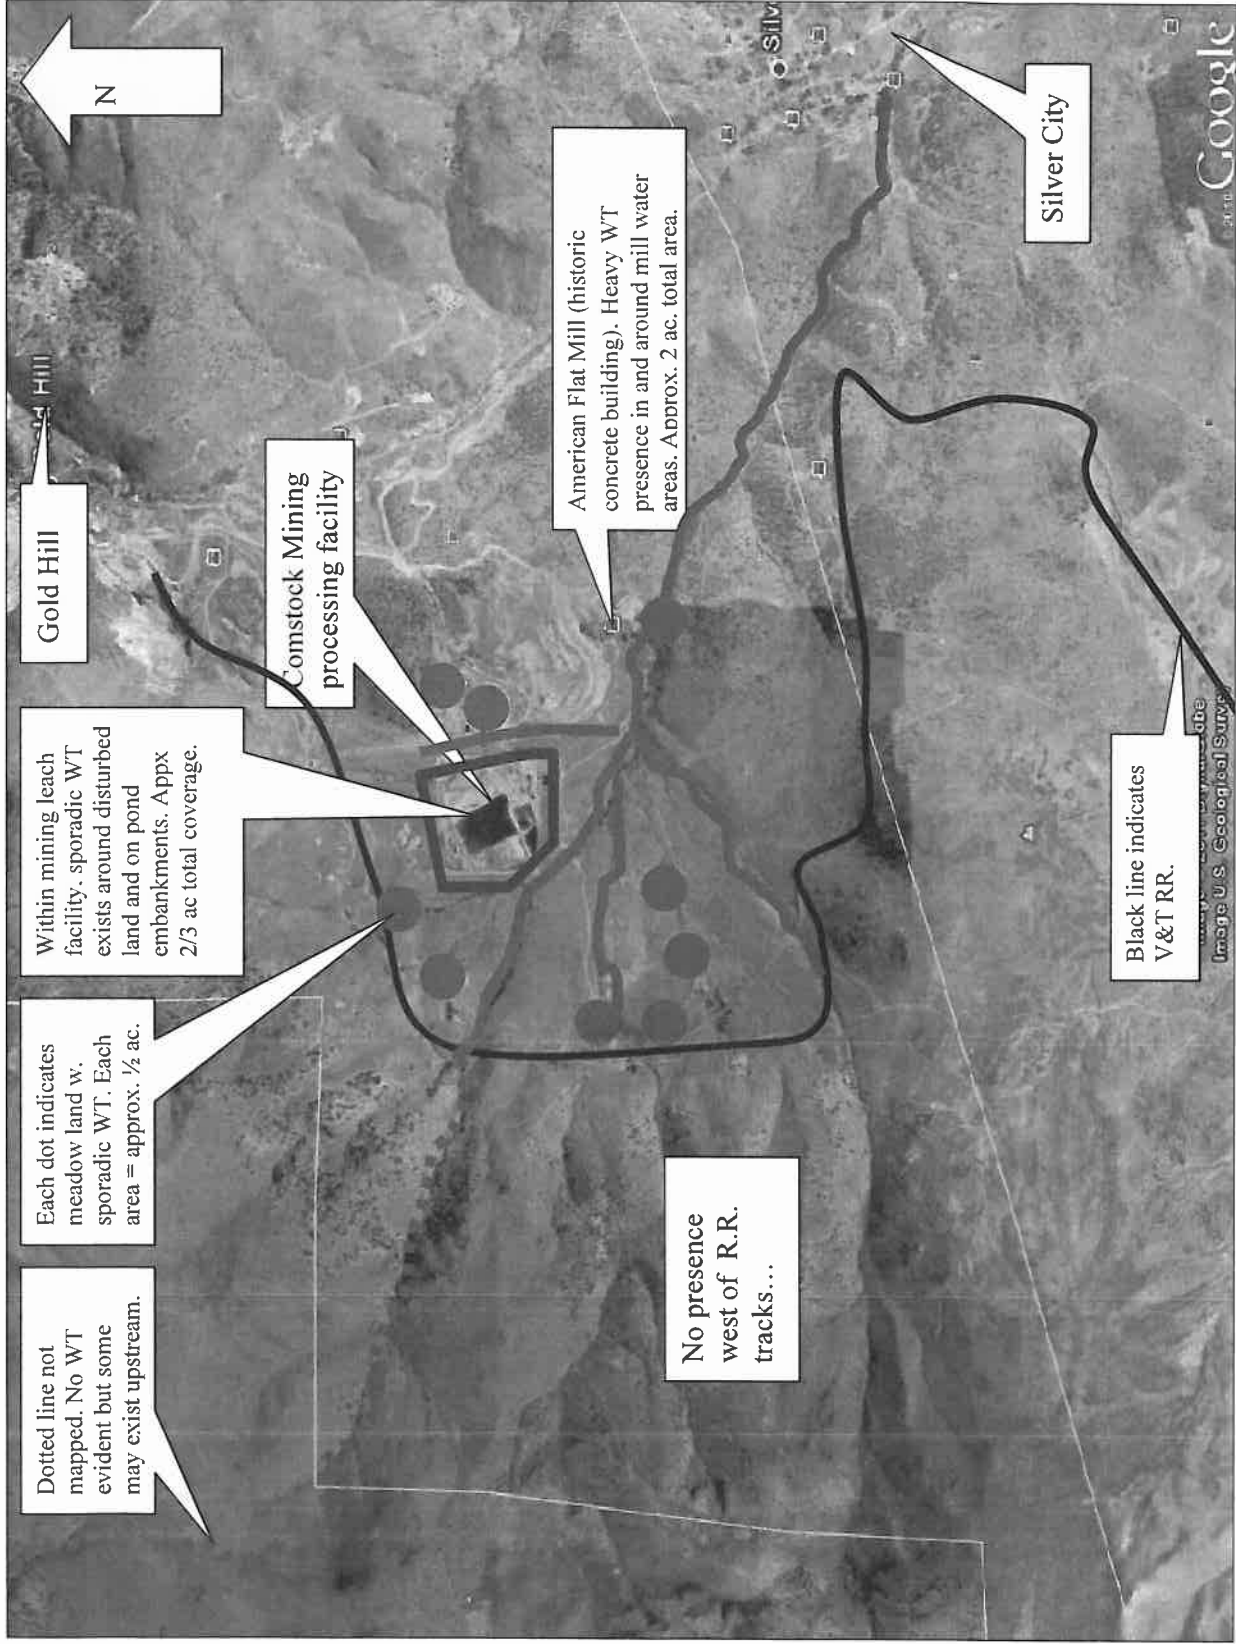 Dotted line not
mapped. No WT
evident but some
may exist upstream.
Each dot indicates
meadow land w.
sporadic WT. Each
area = approx. ½ ac.
Within mining leach
facility. sporadic WT
exists around disturbed
land and on pond
embankments. Appx
2/3 ac total coverage.
Gold Hill
Hill
N
Comstock Mining
processing facility
American Flat Mill (historic
concrete building). Heavy WT
presence in and around mill water
areas. Approx. 2 ac. total area.
Silv
No presence
west of R.R.
tracks...
Silver City
Black line indicates
V&T RR.
Image U.S. Geological Survey
Google